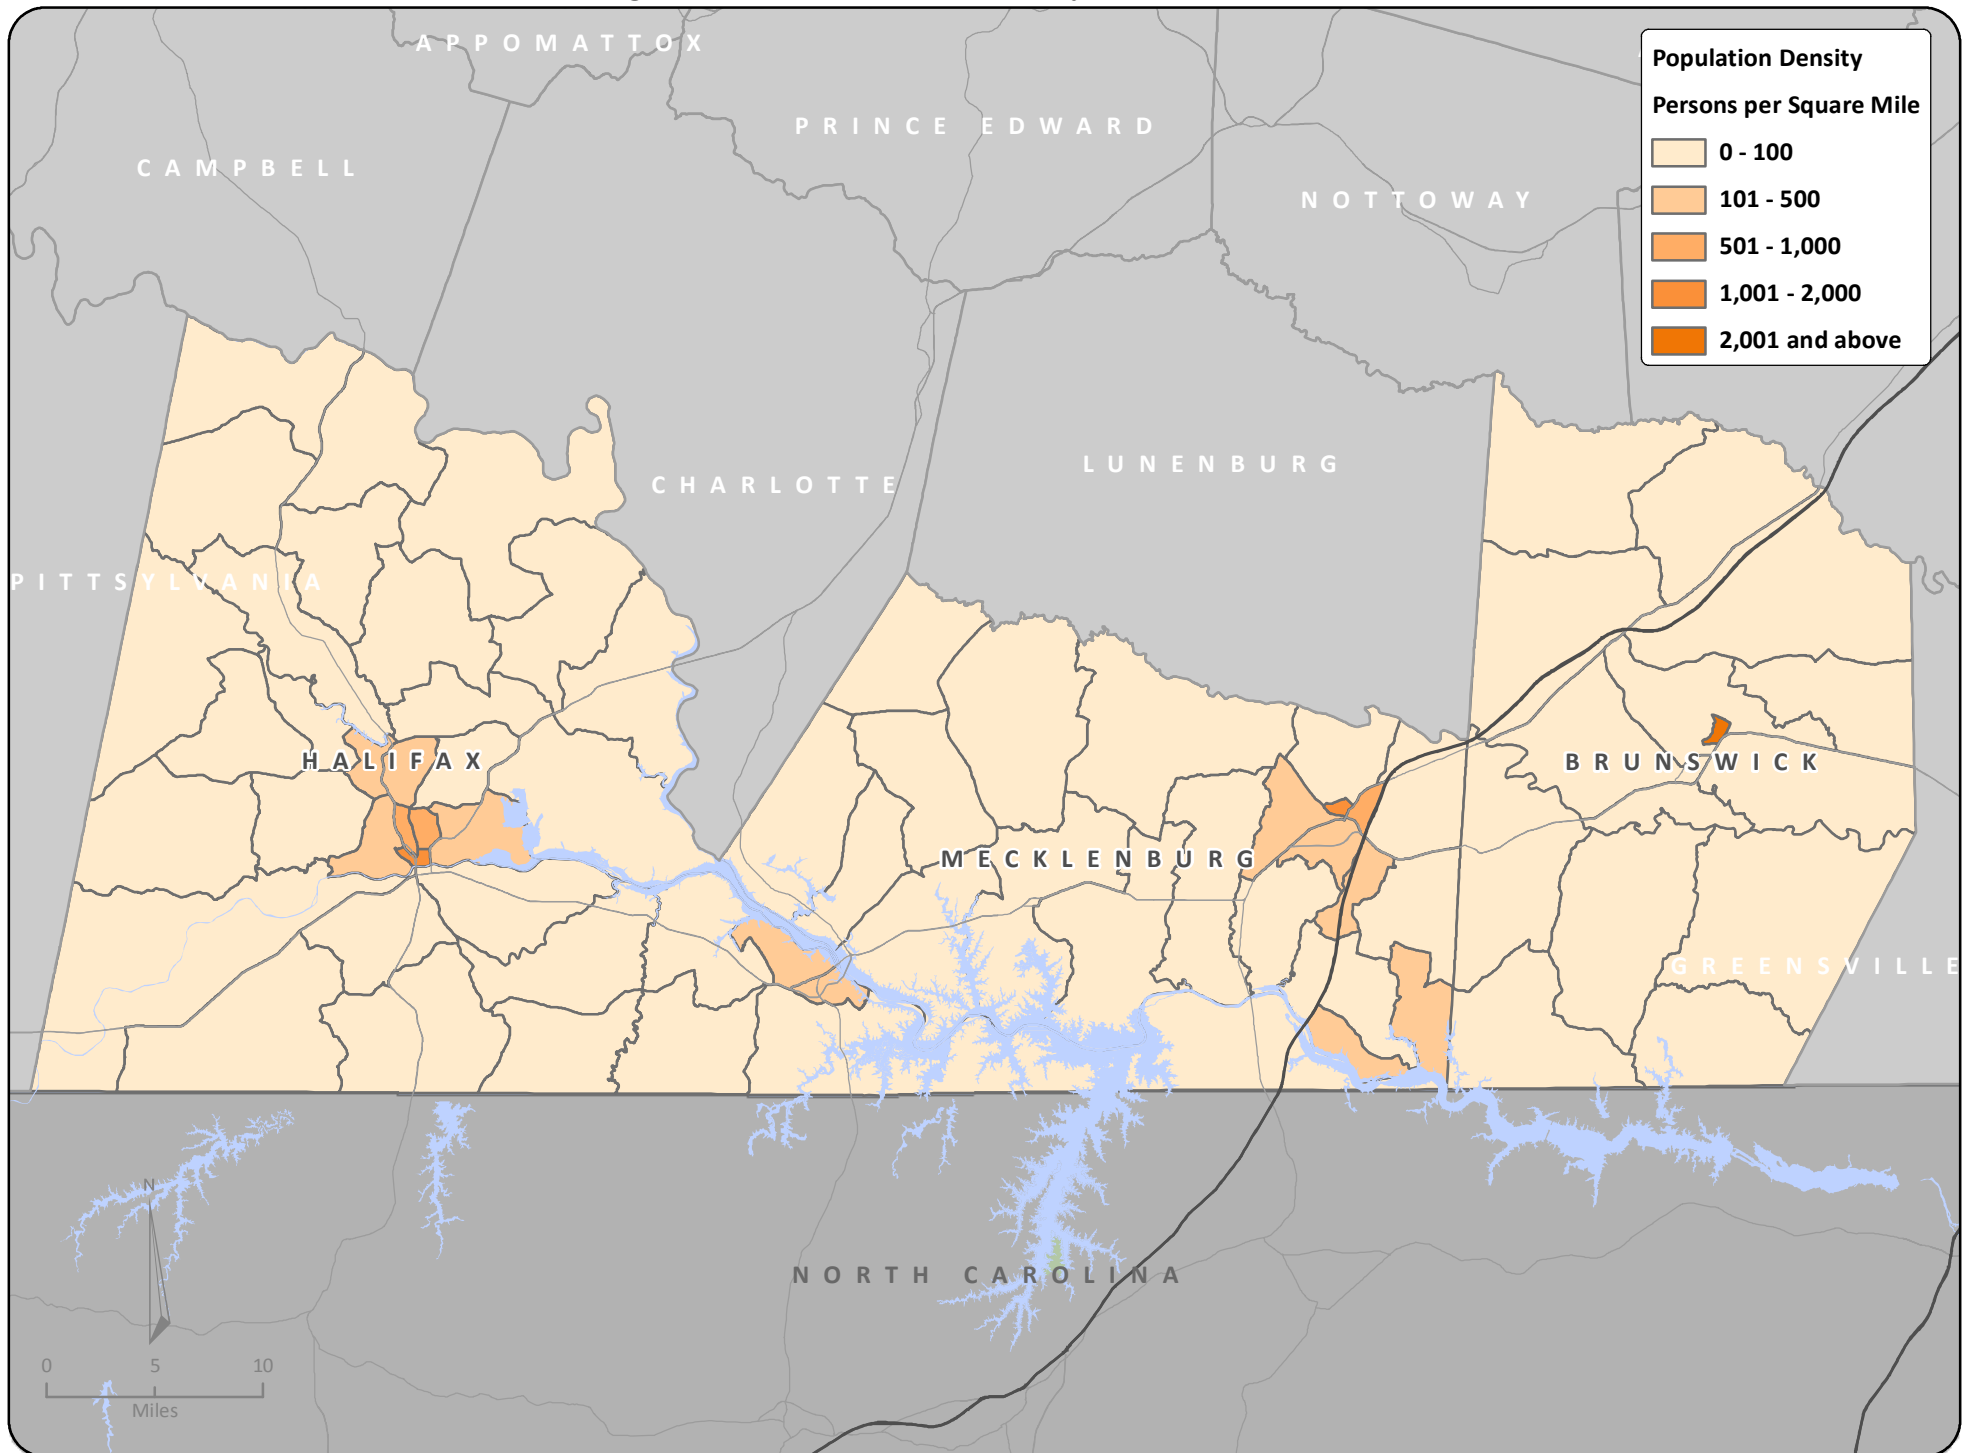 APPOMATTOX
Population Density
Persons per Square Mile
0 - 100
101 - 500
501 - 1,000
1,001 - 2,000
2,001 and above
PRINCE EDWARD
CAMPBELL
NOTTOWAY
LUNENBURG
CHARLOTTE
PITTSYLVANIA
HALIFAX
BRUNSWICK
MECKLENBURG
GREENSVILLE
N
NORTH CAROLINA
0 5 10
Miles